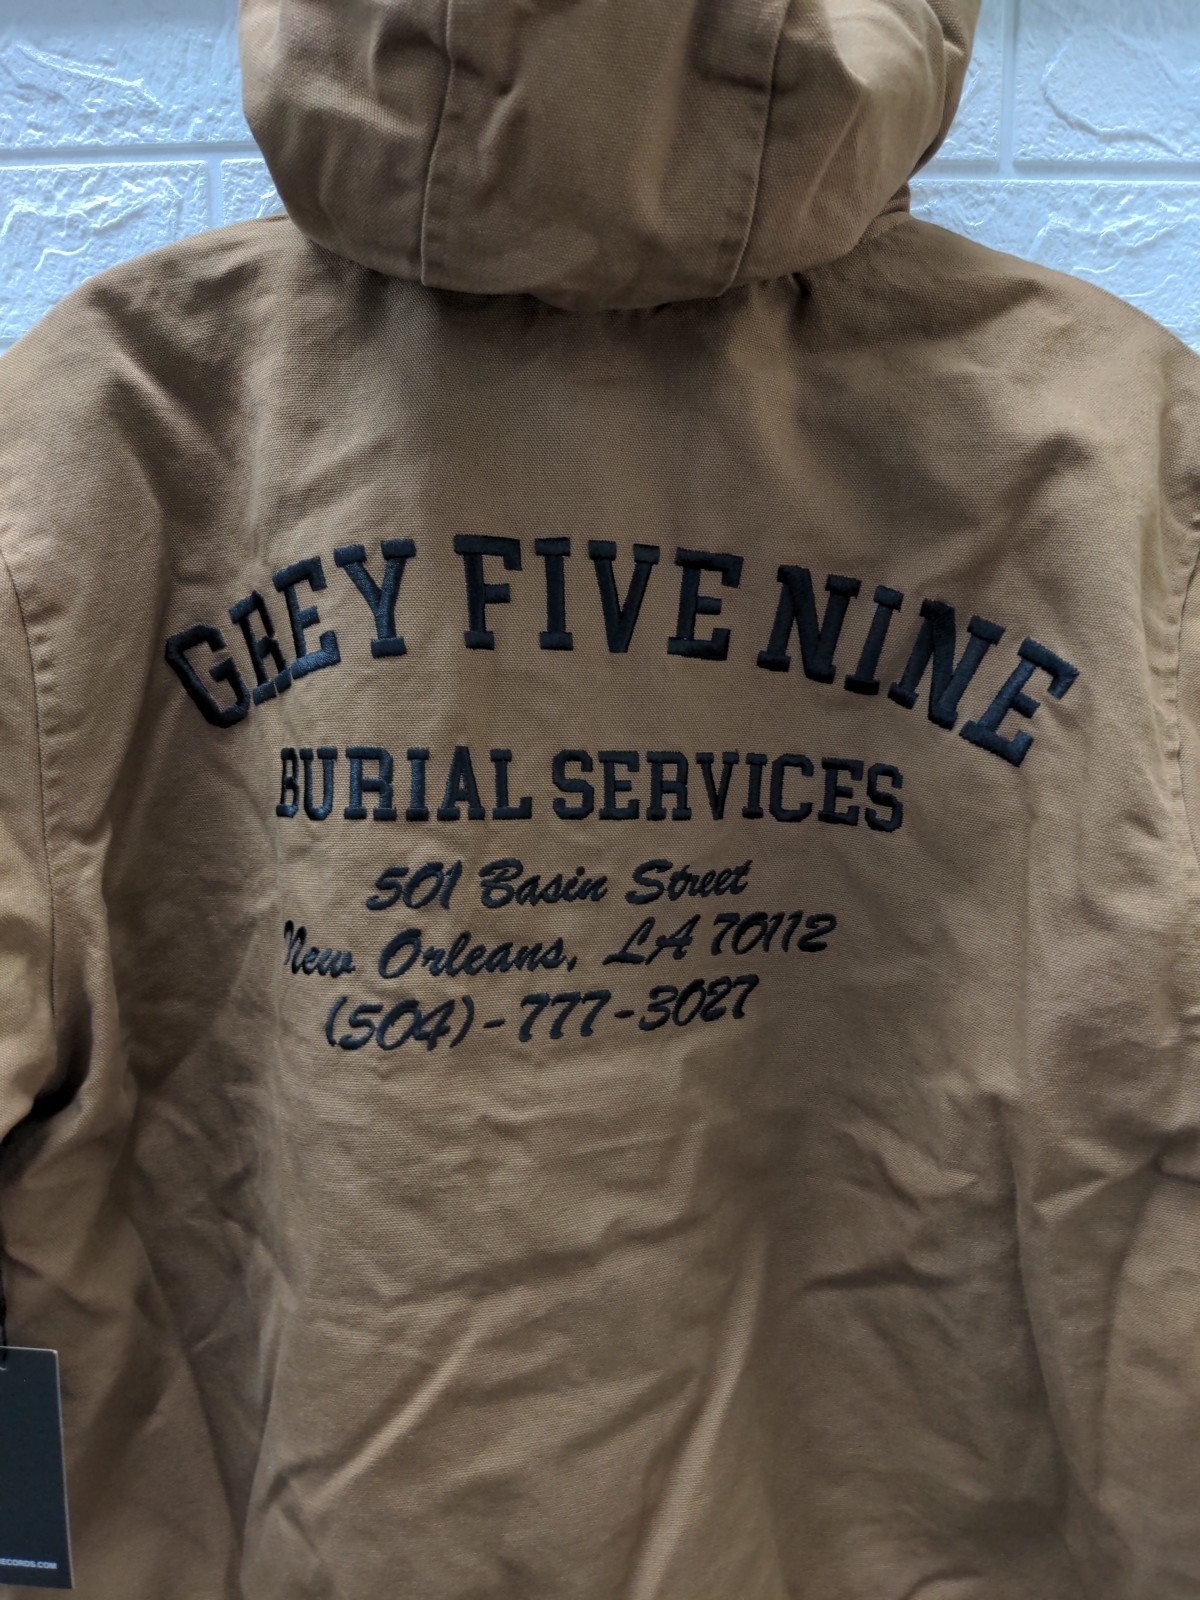 GREY FIVE NINE
BURIAL SERVICES
501 Basin Street
New Orleans, LA 70112
(504)-777-3027